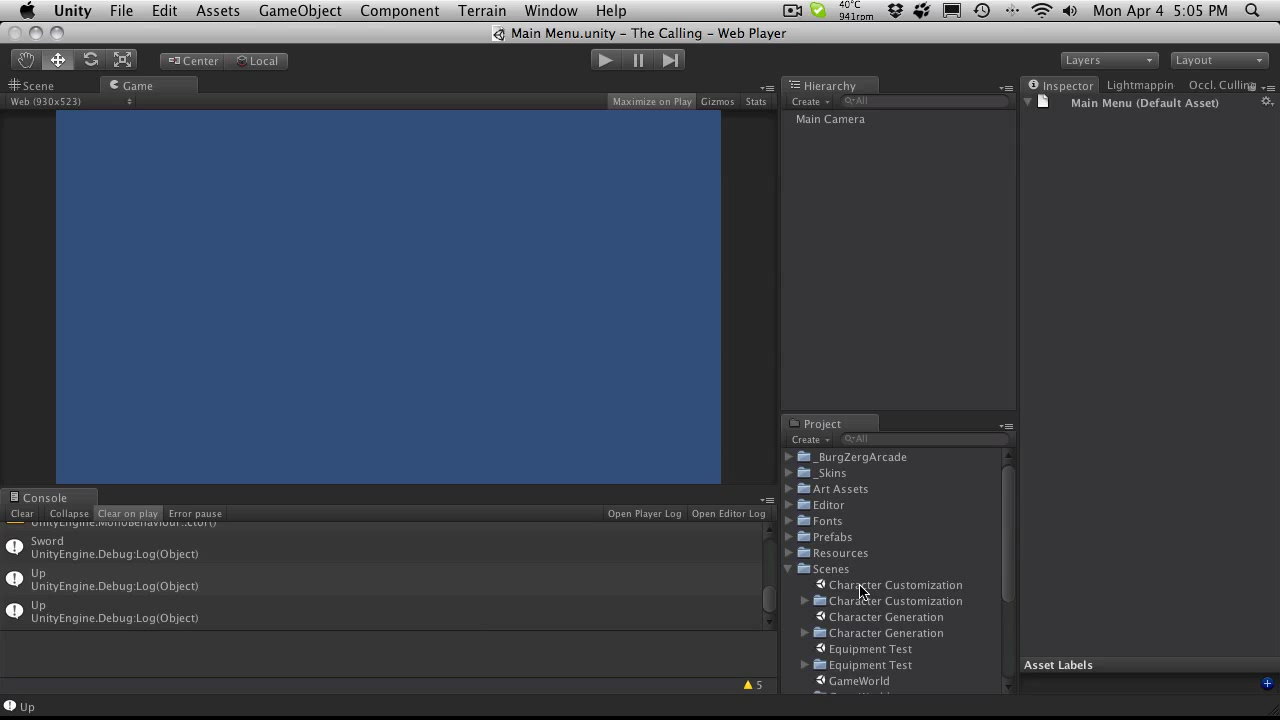 Unity File Edit Assets GameObject Component Terrain Window Help 40°C 941rpm Mon Apr 4 5:05 PM
Main Menu.unity – The Calling – Web Player
Center Local Layers Layout
Scene Game Hierarchy Inspector Lightmappin Occl. Culling
Web (930x523) Maximize on Play Gizmos Stats Create All Main Menu (Default Asset)
Main Camera
Project
Create All
_BurgZergArcade
_Skins
Art Assets
Editor
Fonts
Prefabs
Resources
Scenes
Character Customization
Character Customization
Character Generation
Character Generation
Equipment Test
Equipment Test
GameWorld
Asset Labels
Console
Clear Collapse Clear on play Error pause Open Player Log Open Editor Log
UnityEngine.MonoBehaviour:.ctor()
Sword
UnityEngine.Debug:Log(Object)
Up
UnityEngine.Debug:Log(Object)
Up
UnityEngine.Debug:Log(Object)
5
Up